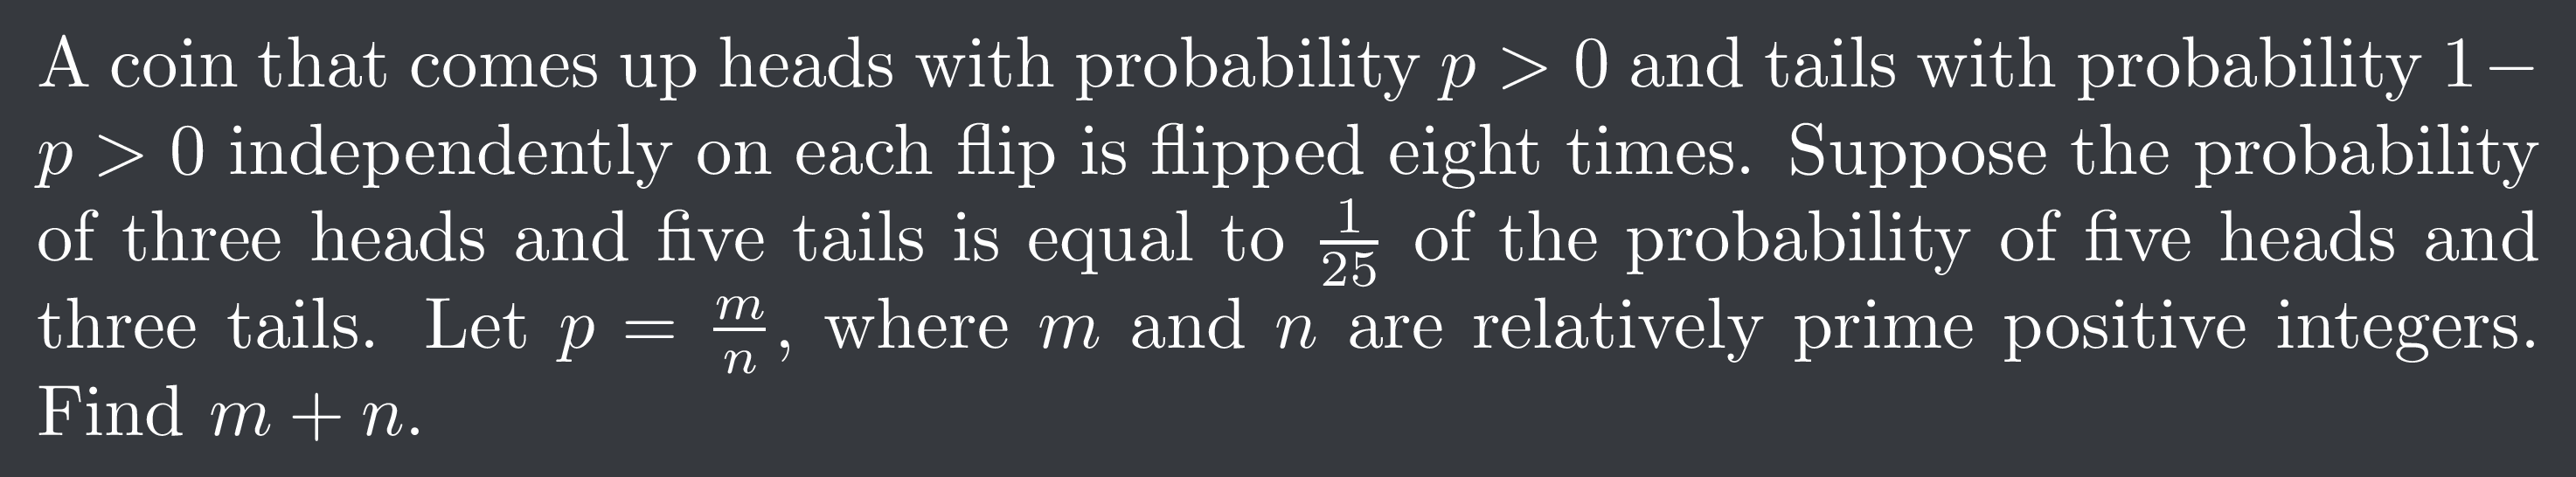 A coin that comes up heads with probability p > 0 and tails with probability 1 −
p > 0 independently on each flip is flipped eight times. Suppose the probability
of three heads and five tails is equal to \frac{1}{25} of the probability of five heads and
three tails. Let p = \frac{m}{n}, where m and n are relatively prime positive integers.
Find m + n.